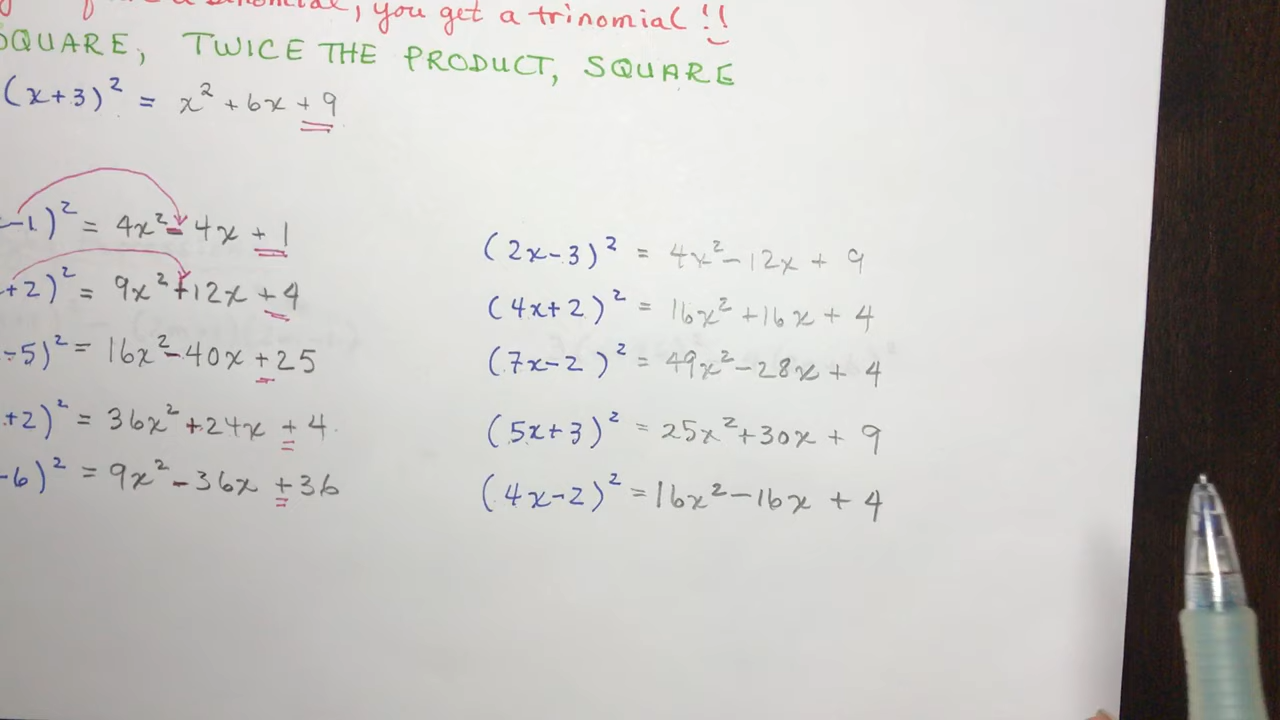 you get a trinomial!!
SQUARE, TWICE THE PRODUCT, SQUARE
(x+3)² = x² + 6x + 9
-1)² = 4x² - 4x + 1
+2)² = 9x² + 12x + 4
-5)² = 16x² - 40x + 25
+2)² = 36x² + 24x + 4
-6)² = 9x² - 36x + 36
(2x-3)² = 4x² - 12x + 9
(4x+2)² = 16x² + 16x + 4
(7x-2)² = 49x² - 28x + 4
(5x+3)² = 25x² + 30x + 9
(4x-2)² = 16x² - 16x + 4